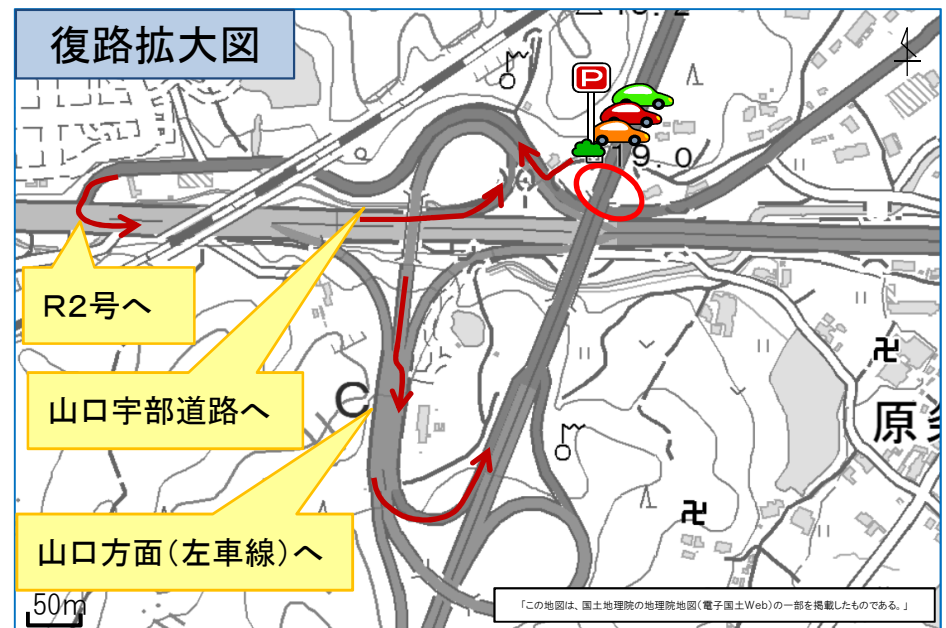 復路拡大図
P
19.0
R2号へ
山口宇部道路へ
C
原
山口方面(左車線)へ
50m
「この地図は、国土地理院の地理院地図(電子国土Web)の一部を掲載したものである。」